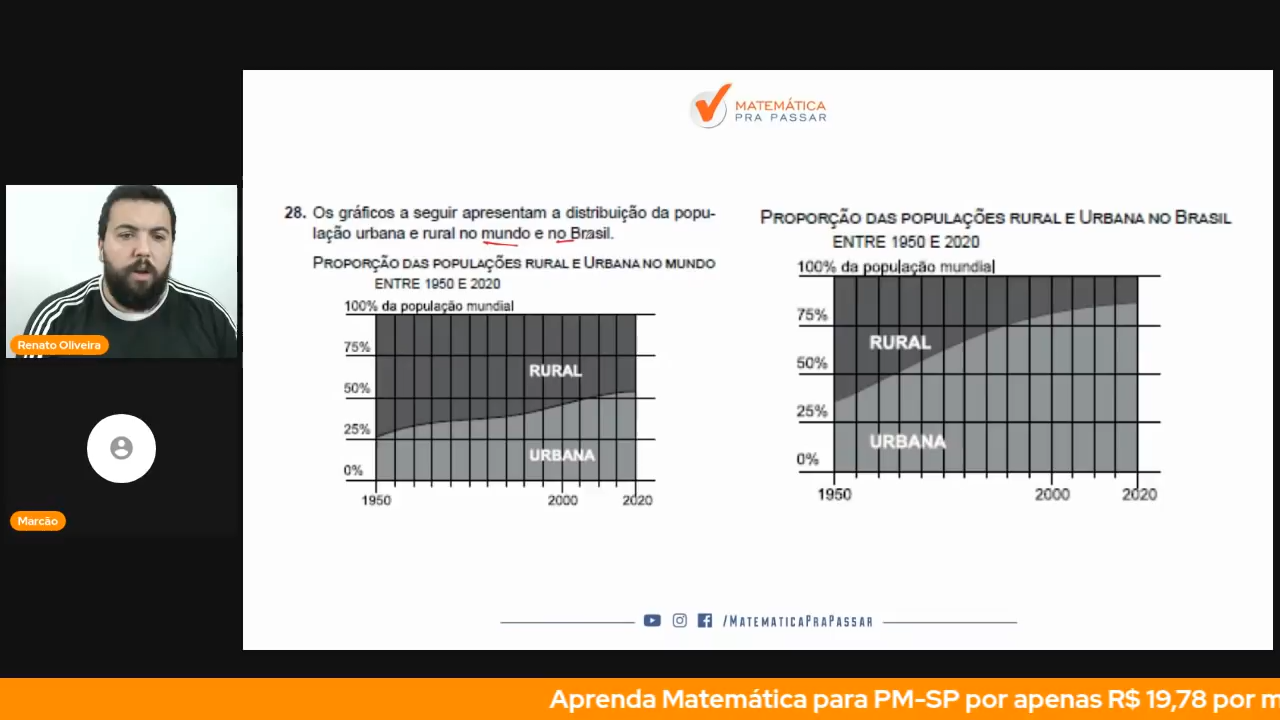 MATEMÁTICA
PRA PASSAR
28. Os gráficos a seguir apresentam a distribuição da popu-
lação urbana e rural no mundo e no Brasil.
PROPORÇÃO DAS POPULAÇÕES RURAL E URBANA NO MUNDO
ENTRE 1950 E 2020
100% da população mundial
75%
RURAL
50%
25%
URBANA
0%
1950 2000 2020
PROPORÇÃO DAS POPULAÇÕES RURAL E URBANA NO BRASIL
ENTRE 1950 E 2020
100% da população mundial
75%
RURAL
50%
25%
URBANA
0%
1950 2000 2020
Renato Oliveira
Marcão
/MATEMATICAPRAPASSAR
Aprenda Matemática para PM-SP por apenas R$ 19,78 por m